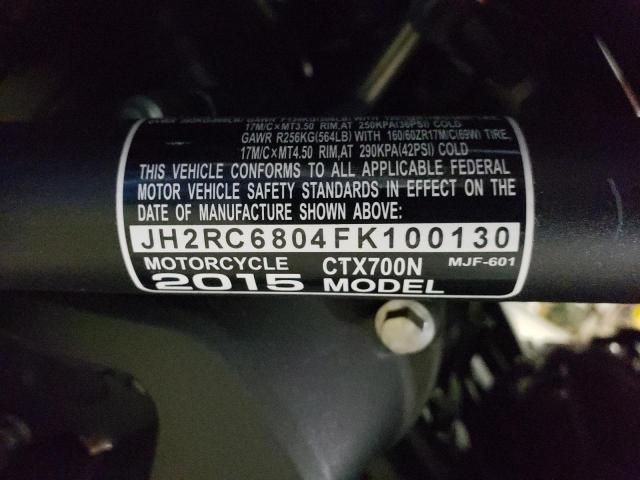 17M/C×MT3.50 RIM,AT 250KPA(36PSI) COLD
GAWR R256KG(564LB) WITH 160/60ZR17M/C(69W) TIRE,
17M/C×MT4.50 RIM,AT 290KPA(42PSI) COLD
THIS VEHICLE CONFORMS TO ALL APPLICABLE FEDERAL
MOTOR VEHICLE SAFETY STANDARDS IN EFFECT ON THE
DATE OF MANUFACTURE SHOWN ABOVE:
JH2RC6804FK100130
MOTORCYCLE CTX700N MJF-601
2015 MODEL